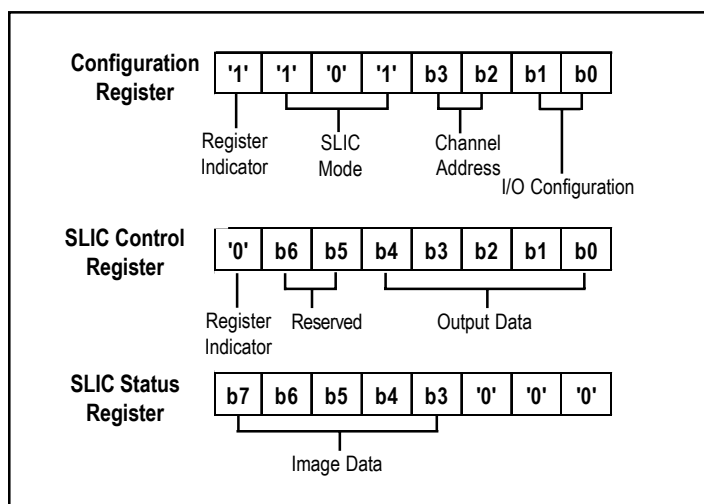 Configuration
Register
'1' '1' '0' '1' b3 b2 b1 b0
Register
Indicator
SLIC
Mode
Channel
Address
I/O Configuration
SLIC Control
Register
'0' b6 b5 b4 b3 b2 b1 b0
Register
Indicator
Reserved
Output Data
SLIC Status
Register
b7 b6 b5 b4 b3 '0' '0' '0'
Image Data